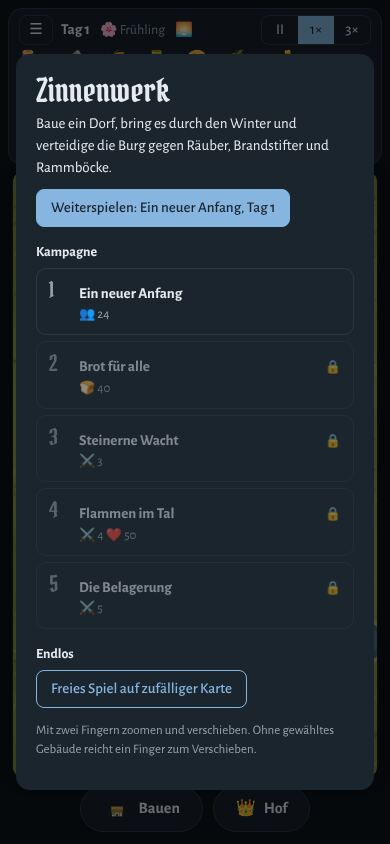 Tag 1 Frühling 1× 3×
Zinnenwerk
Baue ein Dorf, bring es durch den Winter und
verteidige die Burg gegen Räuber, Brandstifter und
Rammböcke.
Weiterspielen: Ein neuer Anfang, Tag 1
Kampagne
1 Ein neuer Anfang
24
2 Brot für alle
40
3 Steinerne Wacht
3
4 Flammen im Tal
4 50
5 Die Belagerung
5
Endlos
Freies Spiel auf zufälliger Karte
Mit zwei Fingern zoomen und verschieben. Ohne gewähltes
Gebäude reicht ein Finger zum Verschieben.
Bauen Hof